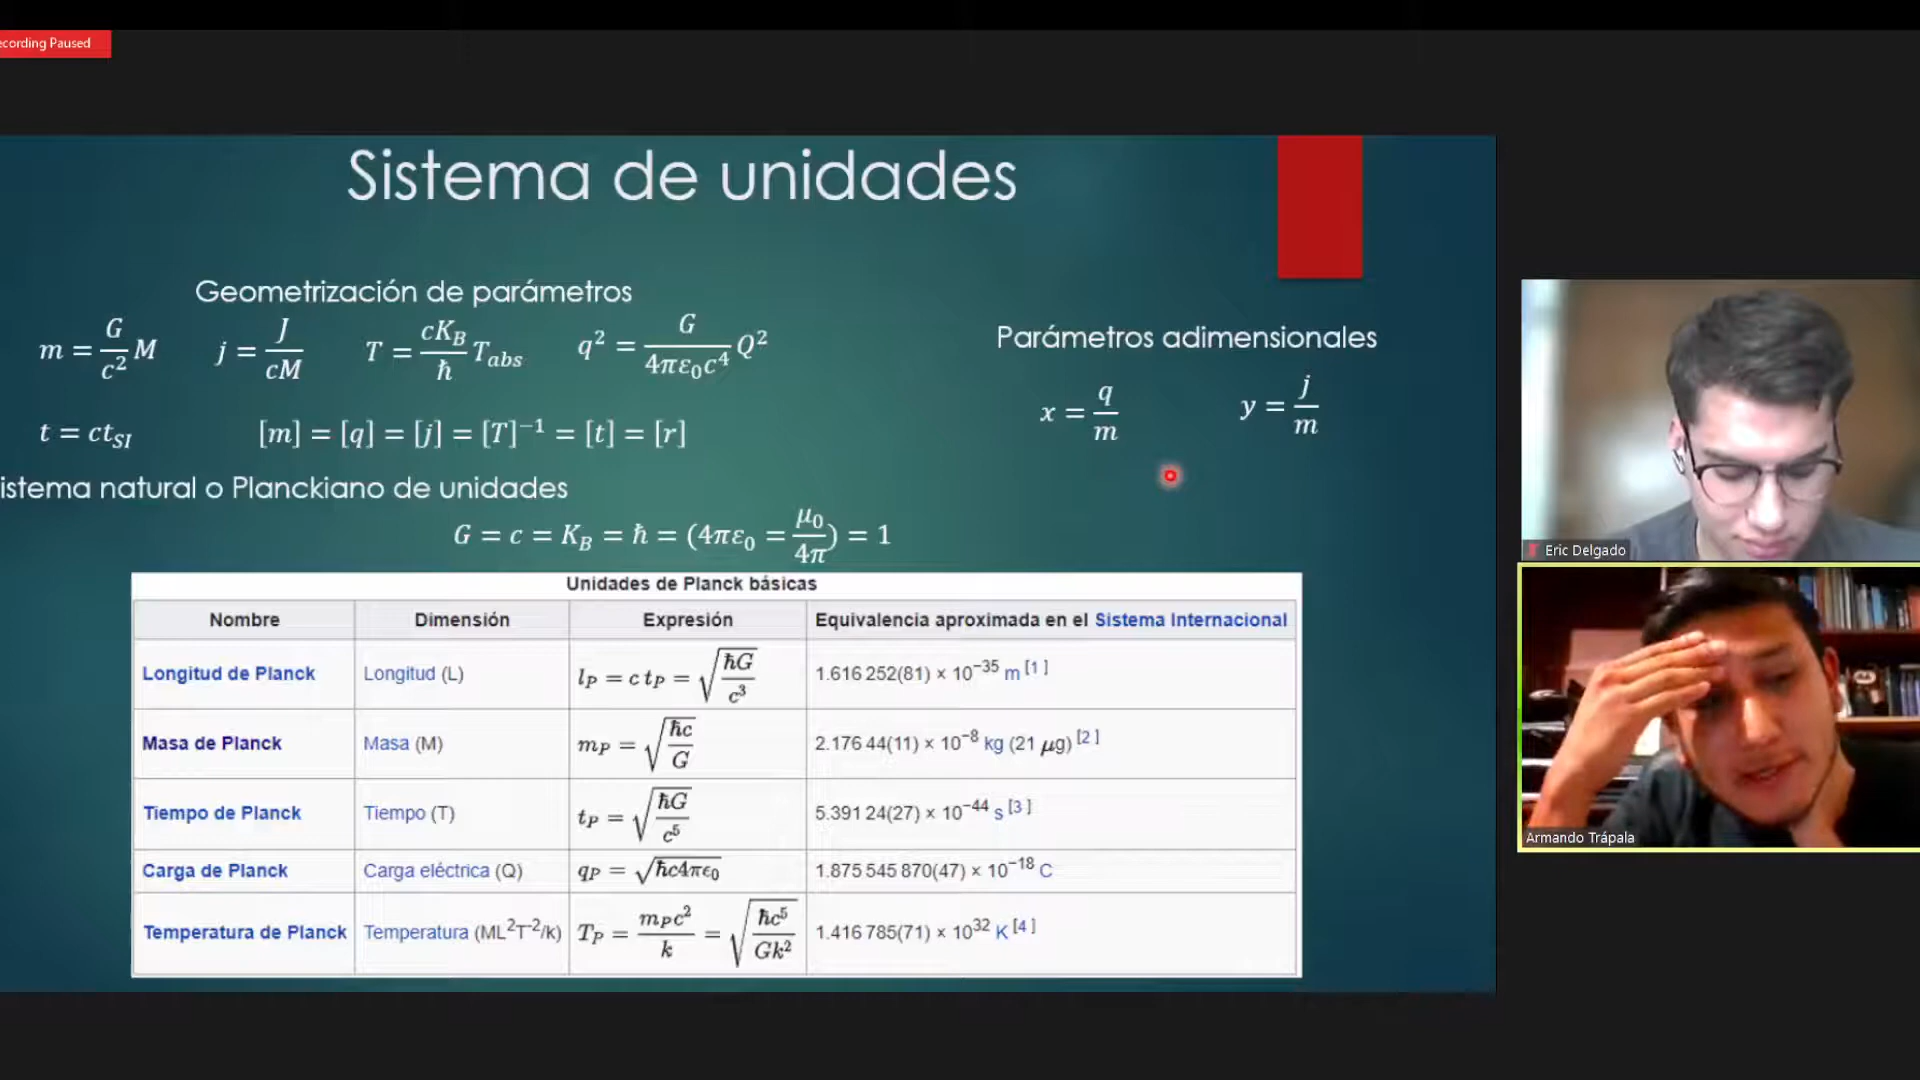 ecording Paused
Sistema de unidades
Geometrización de parámetros
m = G/c² M   j = J/cM   T = cK_B/ℏ T_abs   q² = G/4πε₀c⁴ Q²
t = ct_SI   [m] = [q] = [j] = [T]⁻¹ = [t] = [r]
Parámetros adimensionales
x = q/m   y = j/m
istema natural o Planckiano de unidades
G = c = K_B = ℏ = (4πε₀ = μ₀/4π) = 1
Unidades de Planck básicas
Nombre Dimensión Expresión Equivalencia aproximada en el Sistema Internacional
Longitud de Planck Longitud (L) l_P = c t_P = √(ℏG/c³) 1.616 252(81) × 10⁻³⁵ m [1]
Masa de Planck Masa (M) m_P = √(ℏc/G) 2.176 44(11) × 10⁻⁸ kg (21 μg) [2]
Tiempo de Planck Tiempo (T) t_P = √(ℏG/c⁵) 5.391 24(27) × 10⁻⁴⁴ s [3]
Carga de Planck Carga eléctrica (Q) q_P = √(ℏc4πε₀) 1.875 545 870(47) × 10⁻¹⁸ C
Temperatura de Planck Temperatura (ML²T⁻²/k) T_P = m_Pc²/k = √(ℏc⁵/Gk²) 1.416 785(71) × 10³² K [4]
Eric Delgado
Armando Trápala